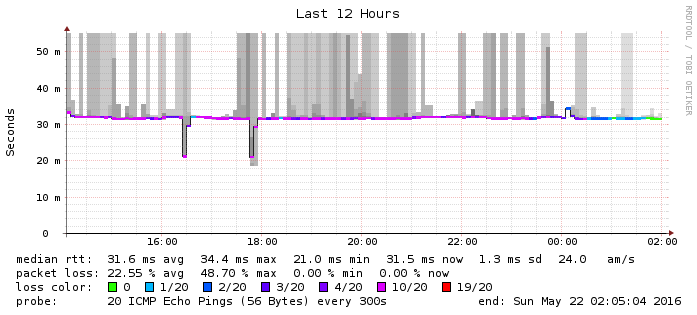 Last 12 Hours
RRDTOOL / TOBI OETIKER
Seconds
50 m
40 m
30 m
20 m
10 m
0
16:00 18:00 20:00 22:00 00:00 02:00
median rtt: 31.6 ms avg 34.4 ms max 21.0 ms min 31.5 ms now 1.3 ms sd 24.0 am/s
packet loss: 22.55 % avg 48.70 % max 0.00 % min 0.00 % now
loss color: 0 1/20 2/20 3/20 4/20 10/20 19/20
probe: 20 ICMP Echo Pings (56 Bytes) every 300s end: Sun May 22 02:05:04 2016